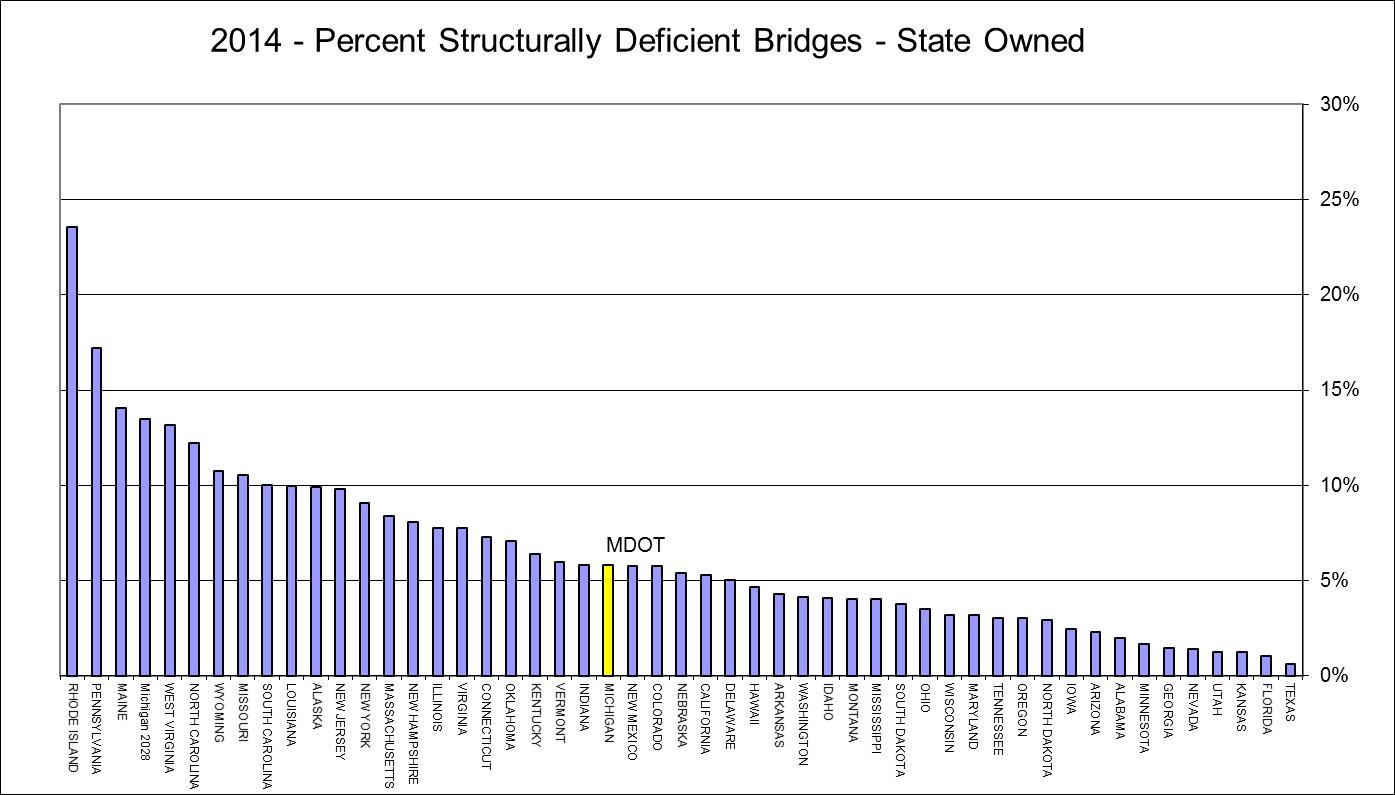 2014 - Percent Structurally Deficient Bridges - State Owned
30%
25%
20%
15%
10%
5%
0%
MDOT
RHODE ISLAND
PENNSYLVANIA
MAINE
Michigan 2028
WEST VIRGINIA
NORTH CAROLINA
WYOMING
MISSOURI
SOUTH CAROLINA
LOUISIANA
ALASKA
NEW JERSEY
NEW YORK
MASSACHUSETTS
NEW HAMPSHIRE
ILLINOIS
VIRGINIA
CONNECTICUT
OKLAHOMA
KENTUCKY
VERMONT
INDIANA
MICHIGAN
NEW MEXICO
COLORADO
NEBRASKA
CALIFORNIA
DELAWARE
HAWAII
ARKANSAS
WASHINGTON
IDAHO
MONTANA
MISSISSIPPI
SOUTH DAKOTA
OHIO
WISCONSIN
MARYLAND
TENNESSEE
OREGON
NORTH DAKOTA
IOWA
ARIZONA
ALABAMA
MINNESOTA
GEORGIA
NEVADA
UTAH
KANSAS
FLORIDA
TEXAS